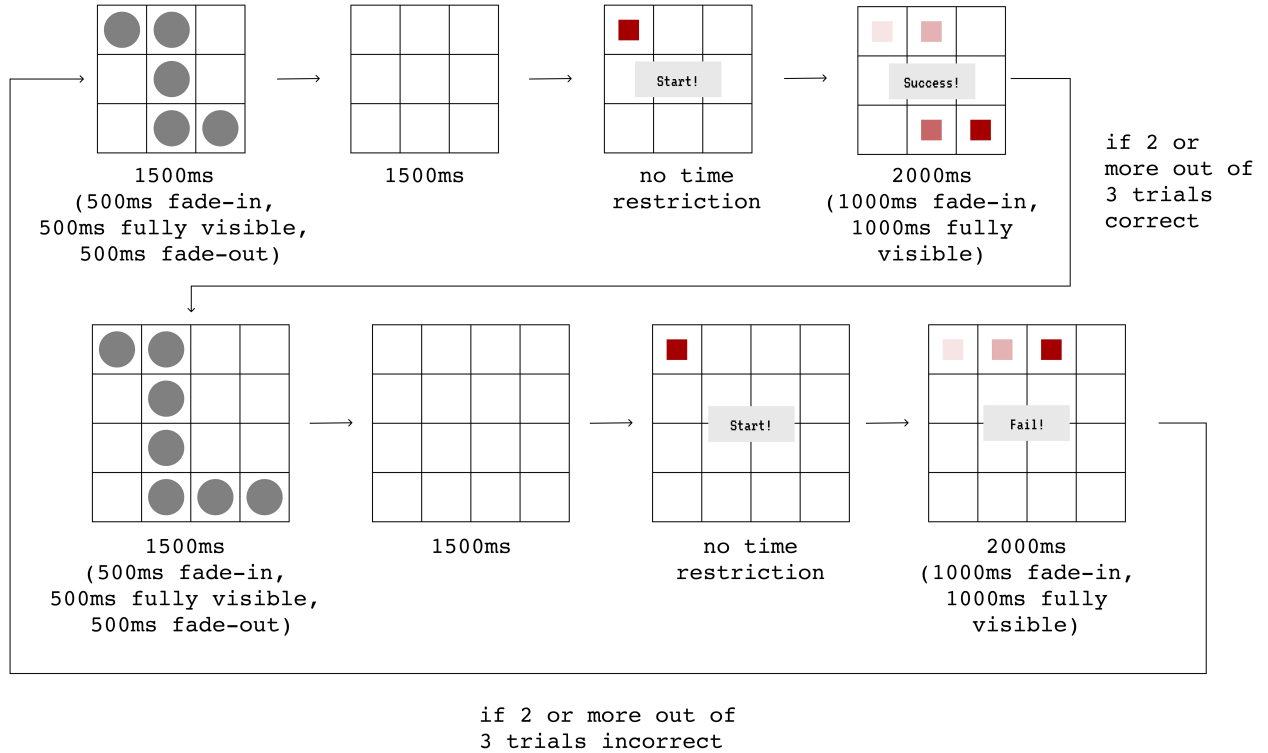 Start!
Success!
1500ms
(500ms fade-in,
500ms fully visible,
500ms fade-out)
1500ms
no time
restriction
2000ms
(1000ms fade-in,
1000ms fully
visible)
if 2 or
more out of
3 trials
correct
Start!
Fail!
1500ms
(500ms fade-in,
500ms fully visible,
500ms fade-out)
1500ms
no time
restriction
2000ms
(1000ms fade-in,
1000ms fully
visible)
if 2 or more out of
3 trials incorrect